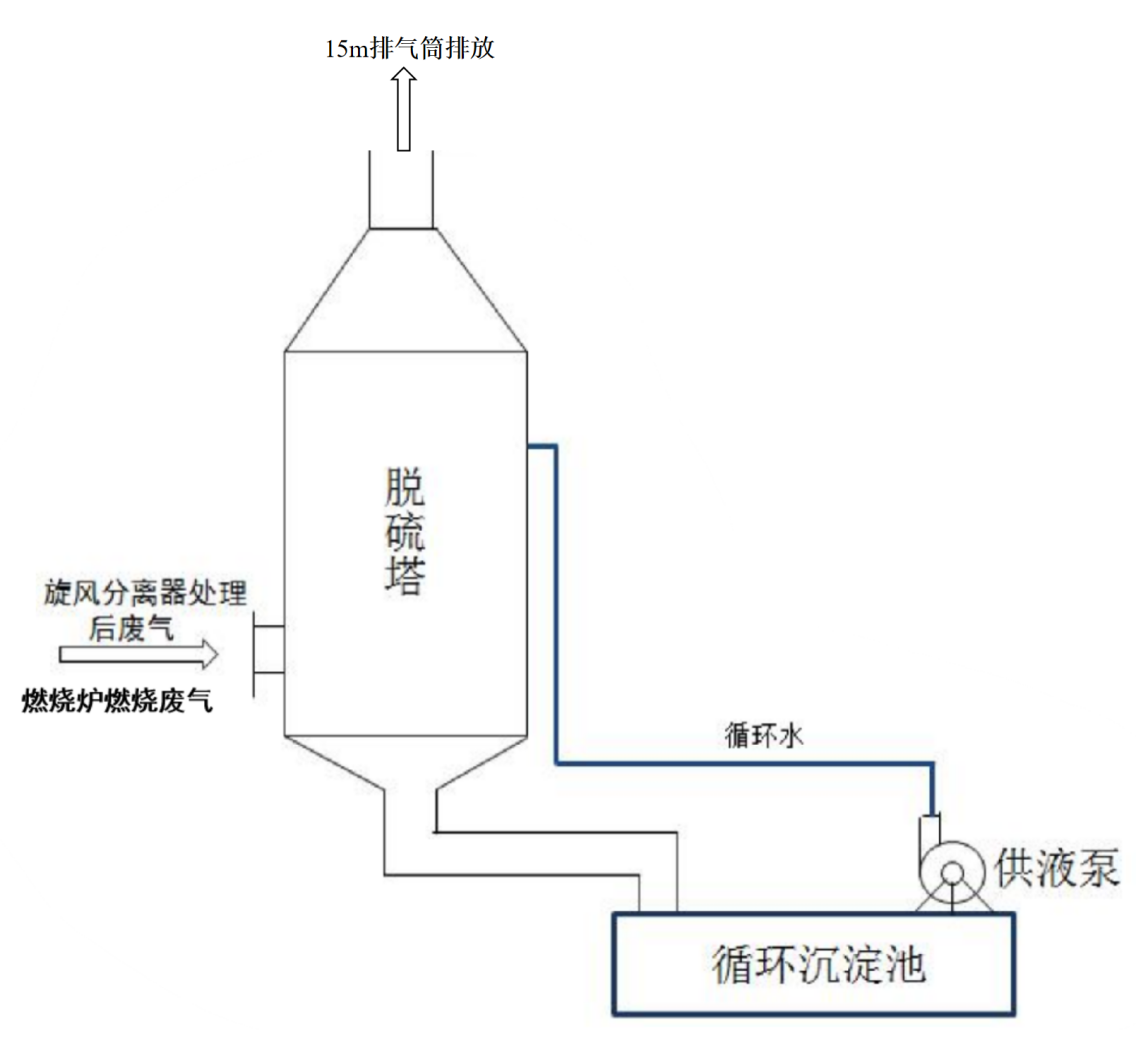 15m排气筒排放
脱硫塔
旋风分离器处理
后废气
燃烧炉燃烧废气
循环水
供液泵
循环沉淀池